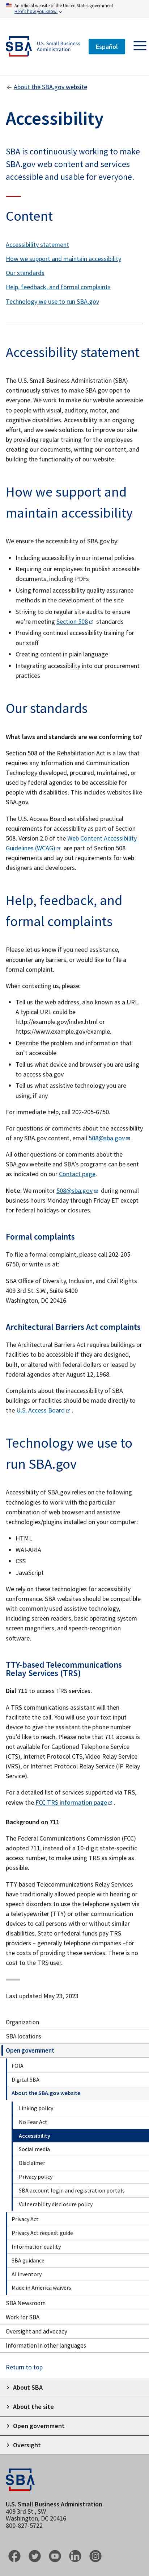 An official website of the United States government
Here's how you know
SBA
U.S. Small Business
Administration
Español
About the SBA.gov website
Accessibility
SBA is continuously working to make
SBA.gov web content and services
accessible and usable for everyone.
Content
Accessibility statement
How we support and maintain accessibility
Our standards
Help, feedback, and formal complaints
Technology we use to run SBA.gov
Accessibility statement
The U.S. Small Business Administration (SBA)
continuously strives to make SBA.gov open to
everyone, including people who work with or
experience visual, auditory, motor, and cognitive
disabilities. Accessibility is an ongoing
effort, and we seek solutions to improve our site
through regular site testing. If you are
experiencing barriers, we want you to be able to
contact us regarding our content, or content and
functionality of our website.
How we support and
maintain accessibility
We ensure the accessibility of SBA.gov by:
Including accessibility in our internal policies
Requiring our employees to publish accessible
documents, including PDFs
Using formal accessibility quality assurance
methods in the development of the site
Striving to do regular site audits to ensure
we're meeting Section 508 standards
Providing continual accessibility training for
our staff
Creating content in plain language
Integrating accessibility into our procurement
practices
Our standards
What laws and standards are we conforming to?
Section 508 of the Rehabilitation Act is a law that
requires any Information and Communications
Technology developed, procured, maintained, or
used by federal agencies be accessible for people
with disabilities. This includes websites like
SBA.gov.
The U.S. Access Board established practical
requirements for accessibility as part of Section
508. Version 2.0 of the Web Content Accessibility
Guidelines (WCAG) are part of Section 508
requirements and lay out requirements for web
designers and developers.
Help, feedback, and
formal complaints
Please let us know if you need assistance,
encounter any barriers, or would like to file a
formal complaint.
When contacting us, please:
Tell us the web address, also known as a URL.
A typical URL could be
http://example.gov/index.html or
https://www.example.gov/example.
Describe the problem and information that
isn't accessible
Tell us what device and browser you are using
to access sba.gov
Tell us what assistive technology you are
using, if any
For immediate help, call 202-205-6750.
For questions or comments about the accessibility
of any SBA.gov content, email 508@sba.gov.
All other questions or comments about the
SBA.gov website and SBA's programs can be sent
as indicated on our Contact page.
Note: We monitor 508@sba.gov during normal
business hours Monday through Friday ET except
for federal holidays or closures.
Formal complaints
To file a formal complaint, please call 202-205-
6750, or write us at:
SBA Office of Diversity, Inclusion, and Civil Rights
409 3rd St. S.W., Suite 6400
Washington, DC 20416
Architectural Barriers Act complaints
The Architectural Barriers Act requires buildings or
facilities to be accessible if they are designed,
built, or altered with federal dollars or leased by
federal agencies after August 12, 1968.
Complaints about the inaccessibility of SBA
buildings or facilities should be made directly to
the U.S. Access Board.
Technology we use to
run SBA.gov
Accessibility of SBA.gov relies on the following
technologies to work with the particular
combination of web browser and assistive
technologies/plugins installed on your computer:
HTML
WAI-ARIA
CSS
JavaScript
We rely on these technologies for accessibility
conformance. SBA websites should be compatible
with most commonly used assistive technology,
including screen readers, basic operating system
screen magnifiers, and speech recognition
software.
TTY-based Telecommunications
Relay Services (TRS)
Dial 711 to access TRS services.
A TRS communications assistant will then
facilitate the call. You will use your text input
device to give the assistant the number
you'd like to reach. Please note that 711 access is
not available for Captioned Telephone Service
(CTS), Internet Protocol CTS, Video Relay Service
(VRS), or Internet Protocol Relay Service (IP Relay
Service).
For a detailed list of services supported via TRS,
review the FCC TRS information page.
Background on 711
The Federal Communications Commission (FCC)
adopted 711, instead of a 10-digit state-specific
number, to make using TRS as simple as
possible.
TTY-based Telecommunications Relay Services
have traditionally aided people with hearing or
speech disorders to place a voice call via
teletypewriter (TTY) or other communications
devices to call persons with or without similar
disabilities. State or federal funds pay TRS
providers – generally telephone companies –for
the costs of providing these services. There is no
cost to the TRS user.
Last updated May 23, 2023
Organization
SBA locations
Open government
FOIA
Digital SBA
About the SBA.gov website
Linking policy
No Fear Act
Accessibility
Social media
Disclaimer
Privacy policy
SBA account login and registration portals
Vulnerability disclosure policy
Privacy Act
Privacy Act request guide
Information quality
SBA guidance
AI inventory
Made in America waivers
SBA Newsroom
Work for SBA
Oversight and advocacy
Information in other languages
Return to top
About SBA
About the site
Open government
Oversight
SBA
U.S. Small Business Administration
409 3rd St., SW
Washington, DC 20416
800-827-5722